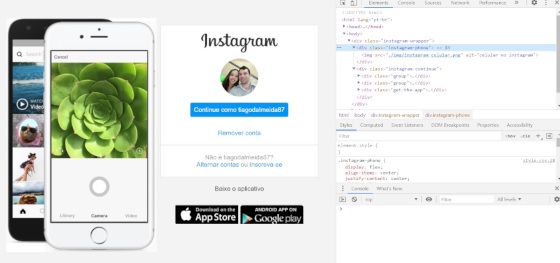 Search
Cancel
Library Camera Video
Instagram
Continue como tiagodalmeida87
Remover conta
Não é tiagodalmeida87?
Alternar contas ou Inscreva-se
Baixe o aplicativo
Download on the
App Store
ANDROID APP ON
Google play
Elements Console Sources Network Performance
<!DOCTYPE html>
<html lang="pt-br">
<head>…</head>
<body>
<div class="instagram-wrapper">
<div class="instagram-phone"> == $0
<img src="./img/instagram celular.png" alt="celular my instagram">
</div>
<div class="instagram continue">
<div class="group">…</div>
<div class="group">…</div>
<div class="get-the-app">…</div>
</div>
</div>
html body div.instagram-wrapper div.instagram-phone
Styles Computed Event Listeners DOM Breakpoints Properties Accessibility
Filter :hov .cls +
element.style {
}
.instagram-phone {
display: flex;
align-items: center;
justify-content: center;
Console What's New
top Filter All levels